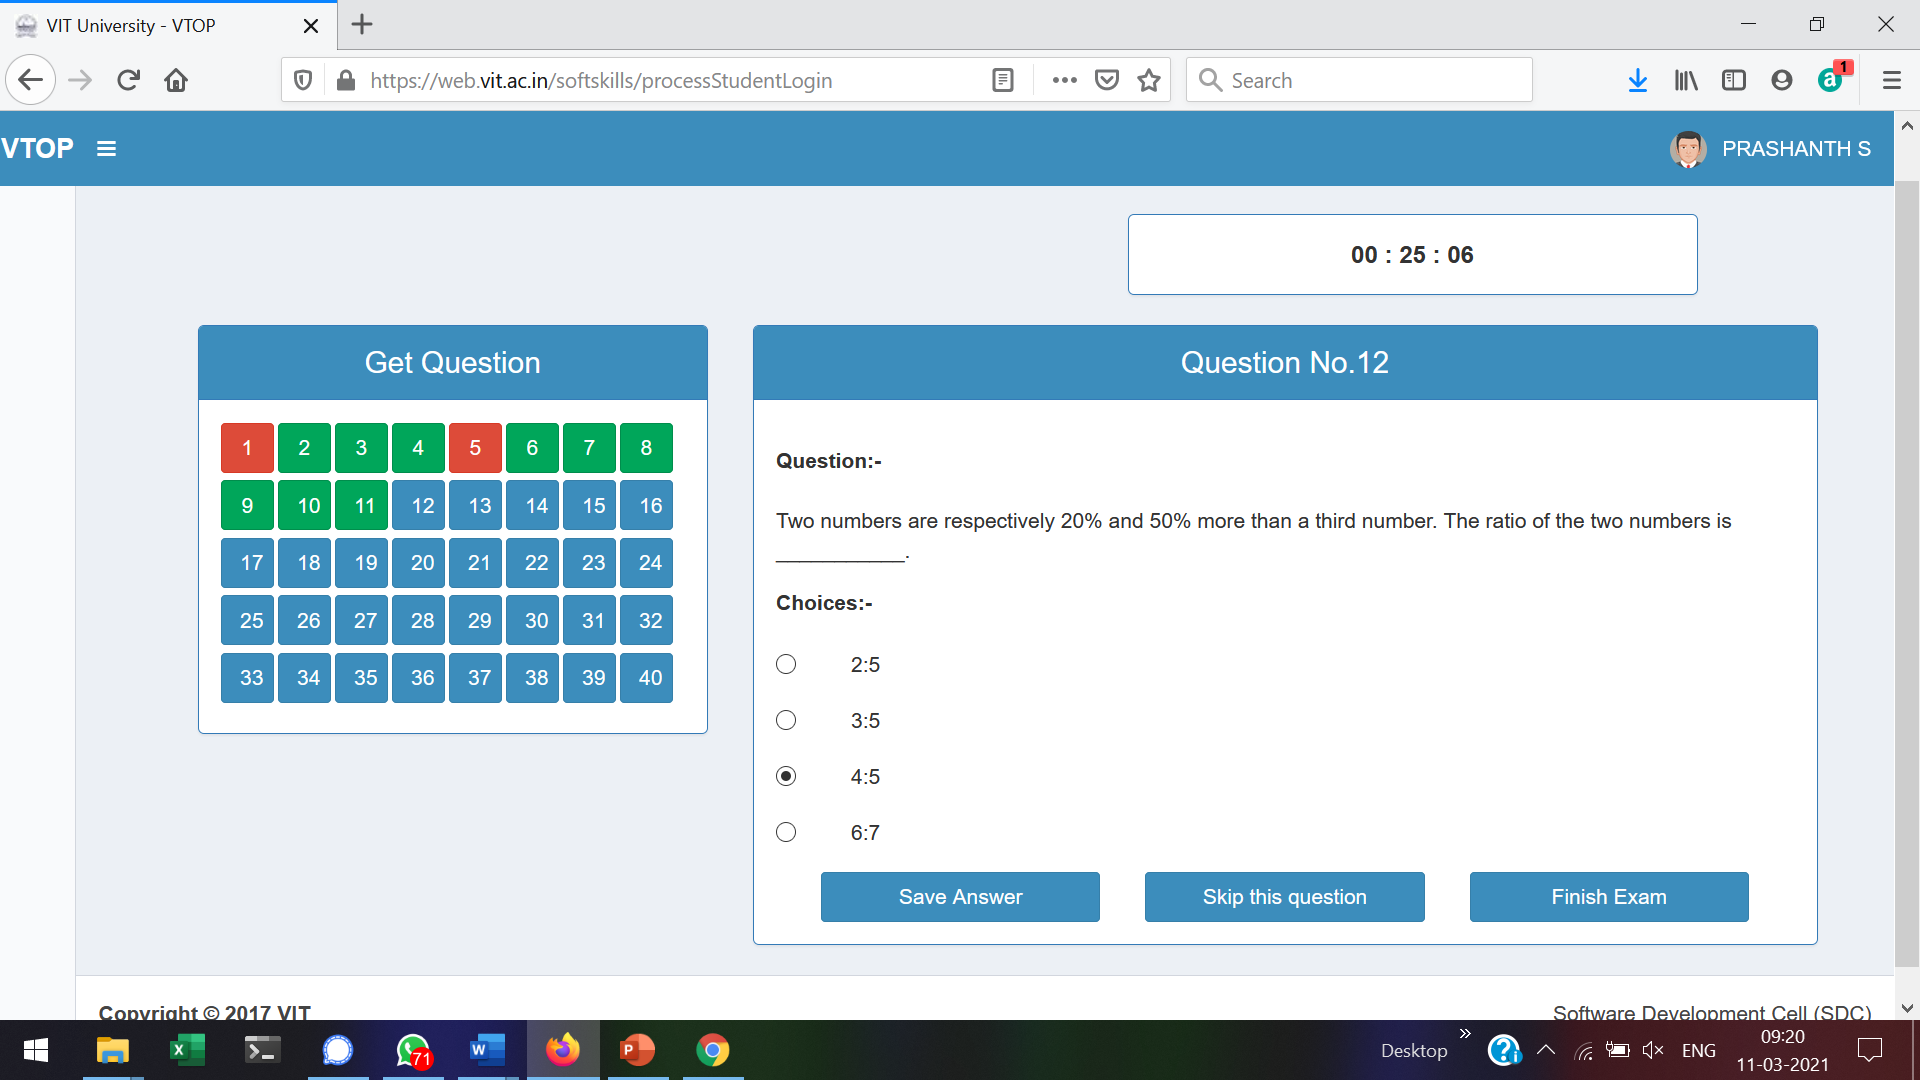 VIT University - VTOP
https://web.vit.ac.in/softskills/processStudentLogin
Search
1
VTOP
PRASHANTH S
00 : 25 : 06
Get Question
1 2 3 4 5 6 7 8
9 10 11 12 13 14 15 16
17 18 19 20 21 22 23 24
25 26 27 28 29 30 31 32
33 34 35 36 37 38 39 40
Question No.12
Question:-
Two numbers are respectively 20% and 50% more than a third number. The ratio of the two numbers is
____________.
Choices:-
2:5
3:5
4:5
6:7
Save Answer
Skip this question
Finish Exam
Copyright © 2017 VIT
Software Development Cell (SDC)
71
Desktop
ENG
09:20
11-03-2021